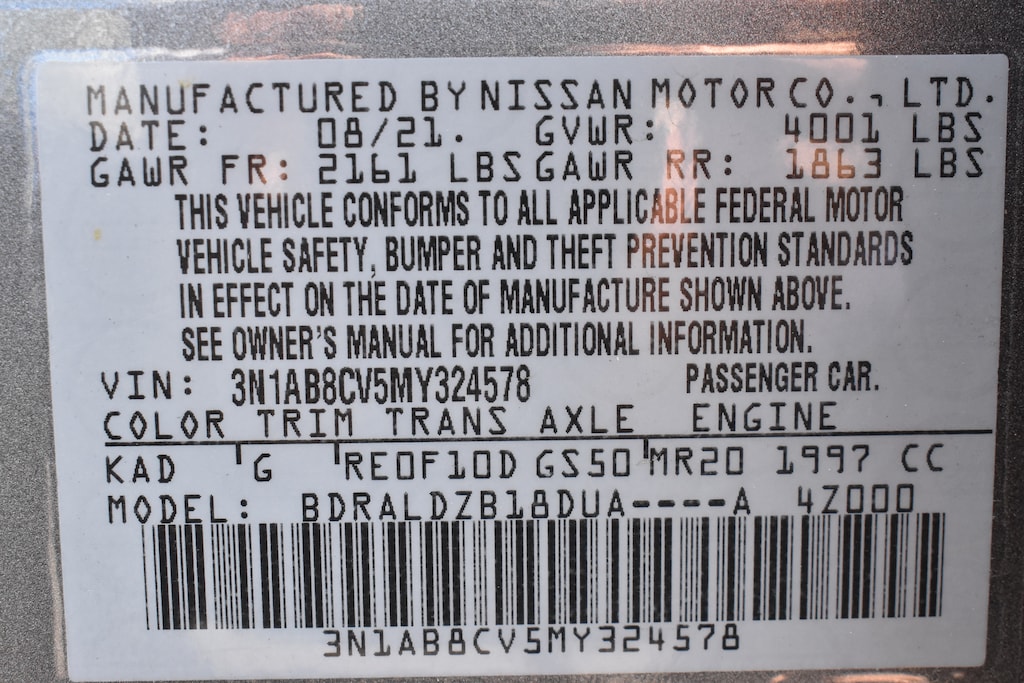 MANUFACTURED BY NISSAN MOTOR CO., LTD.
DATE: 08/21. GVWR: 4001 LBS
GAWR FR: 2161 LBS GAWR RR: 1863 LBS
THIS VEHICLE CONFORMS TO ALL APPLICABLE FEDERAL MOTOR
VEHICLE SAFETY, BUMPER AND THEFT PREVENTION STANDARDS
IN EFFECT ON THE DATE OF MANUFACTURE SHOWN ABOVE.
SEE OWNER'S MANUAL FOR ADDITIONAL INFORMATION.
VIN: 3N1AB8CV5MY324578 PASSENGER CAR.
COLOR TRIM TRANS AXLE ENGINE
KAD G RE0F10D GS50 MR20 1997 CC
MODEL: BDRALDZB18DUA----A 4Z000
3N1AB8CV5MY324578